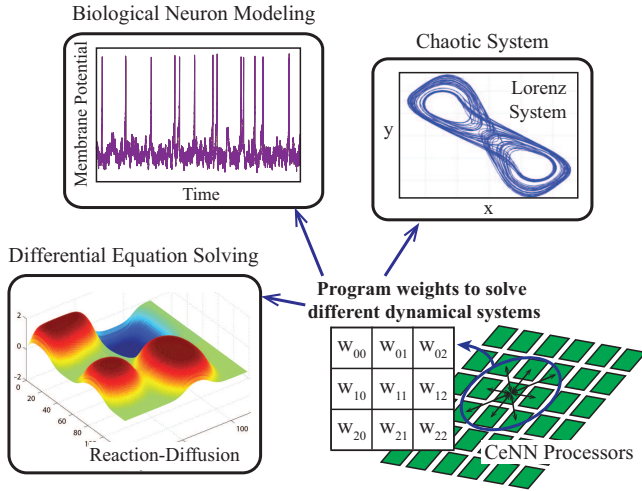 Biological Neuron Modeling
Membrane Potential
Time
Chaotic System
Lorenz
System
y
x
Differential Equation Solving
2
0
-2
0
20
40
60
80
100
Reaction-Diffusion
Program weights to solve
different dynamical systems
W00 W01 W02
W10 W11 W12
W20 W21 W22
CeNN Processors